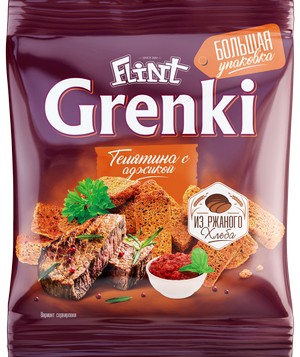 БОЛЬШАЯ
упаковка
FLINT
Grenki
Телятина с
аджикой
ИЗ РЖАНОГО
Хлеба
Вариант сервировки